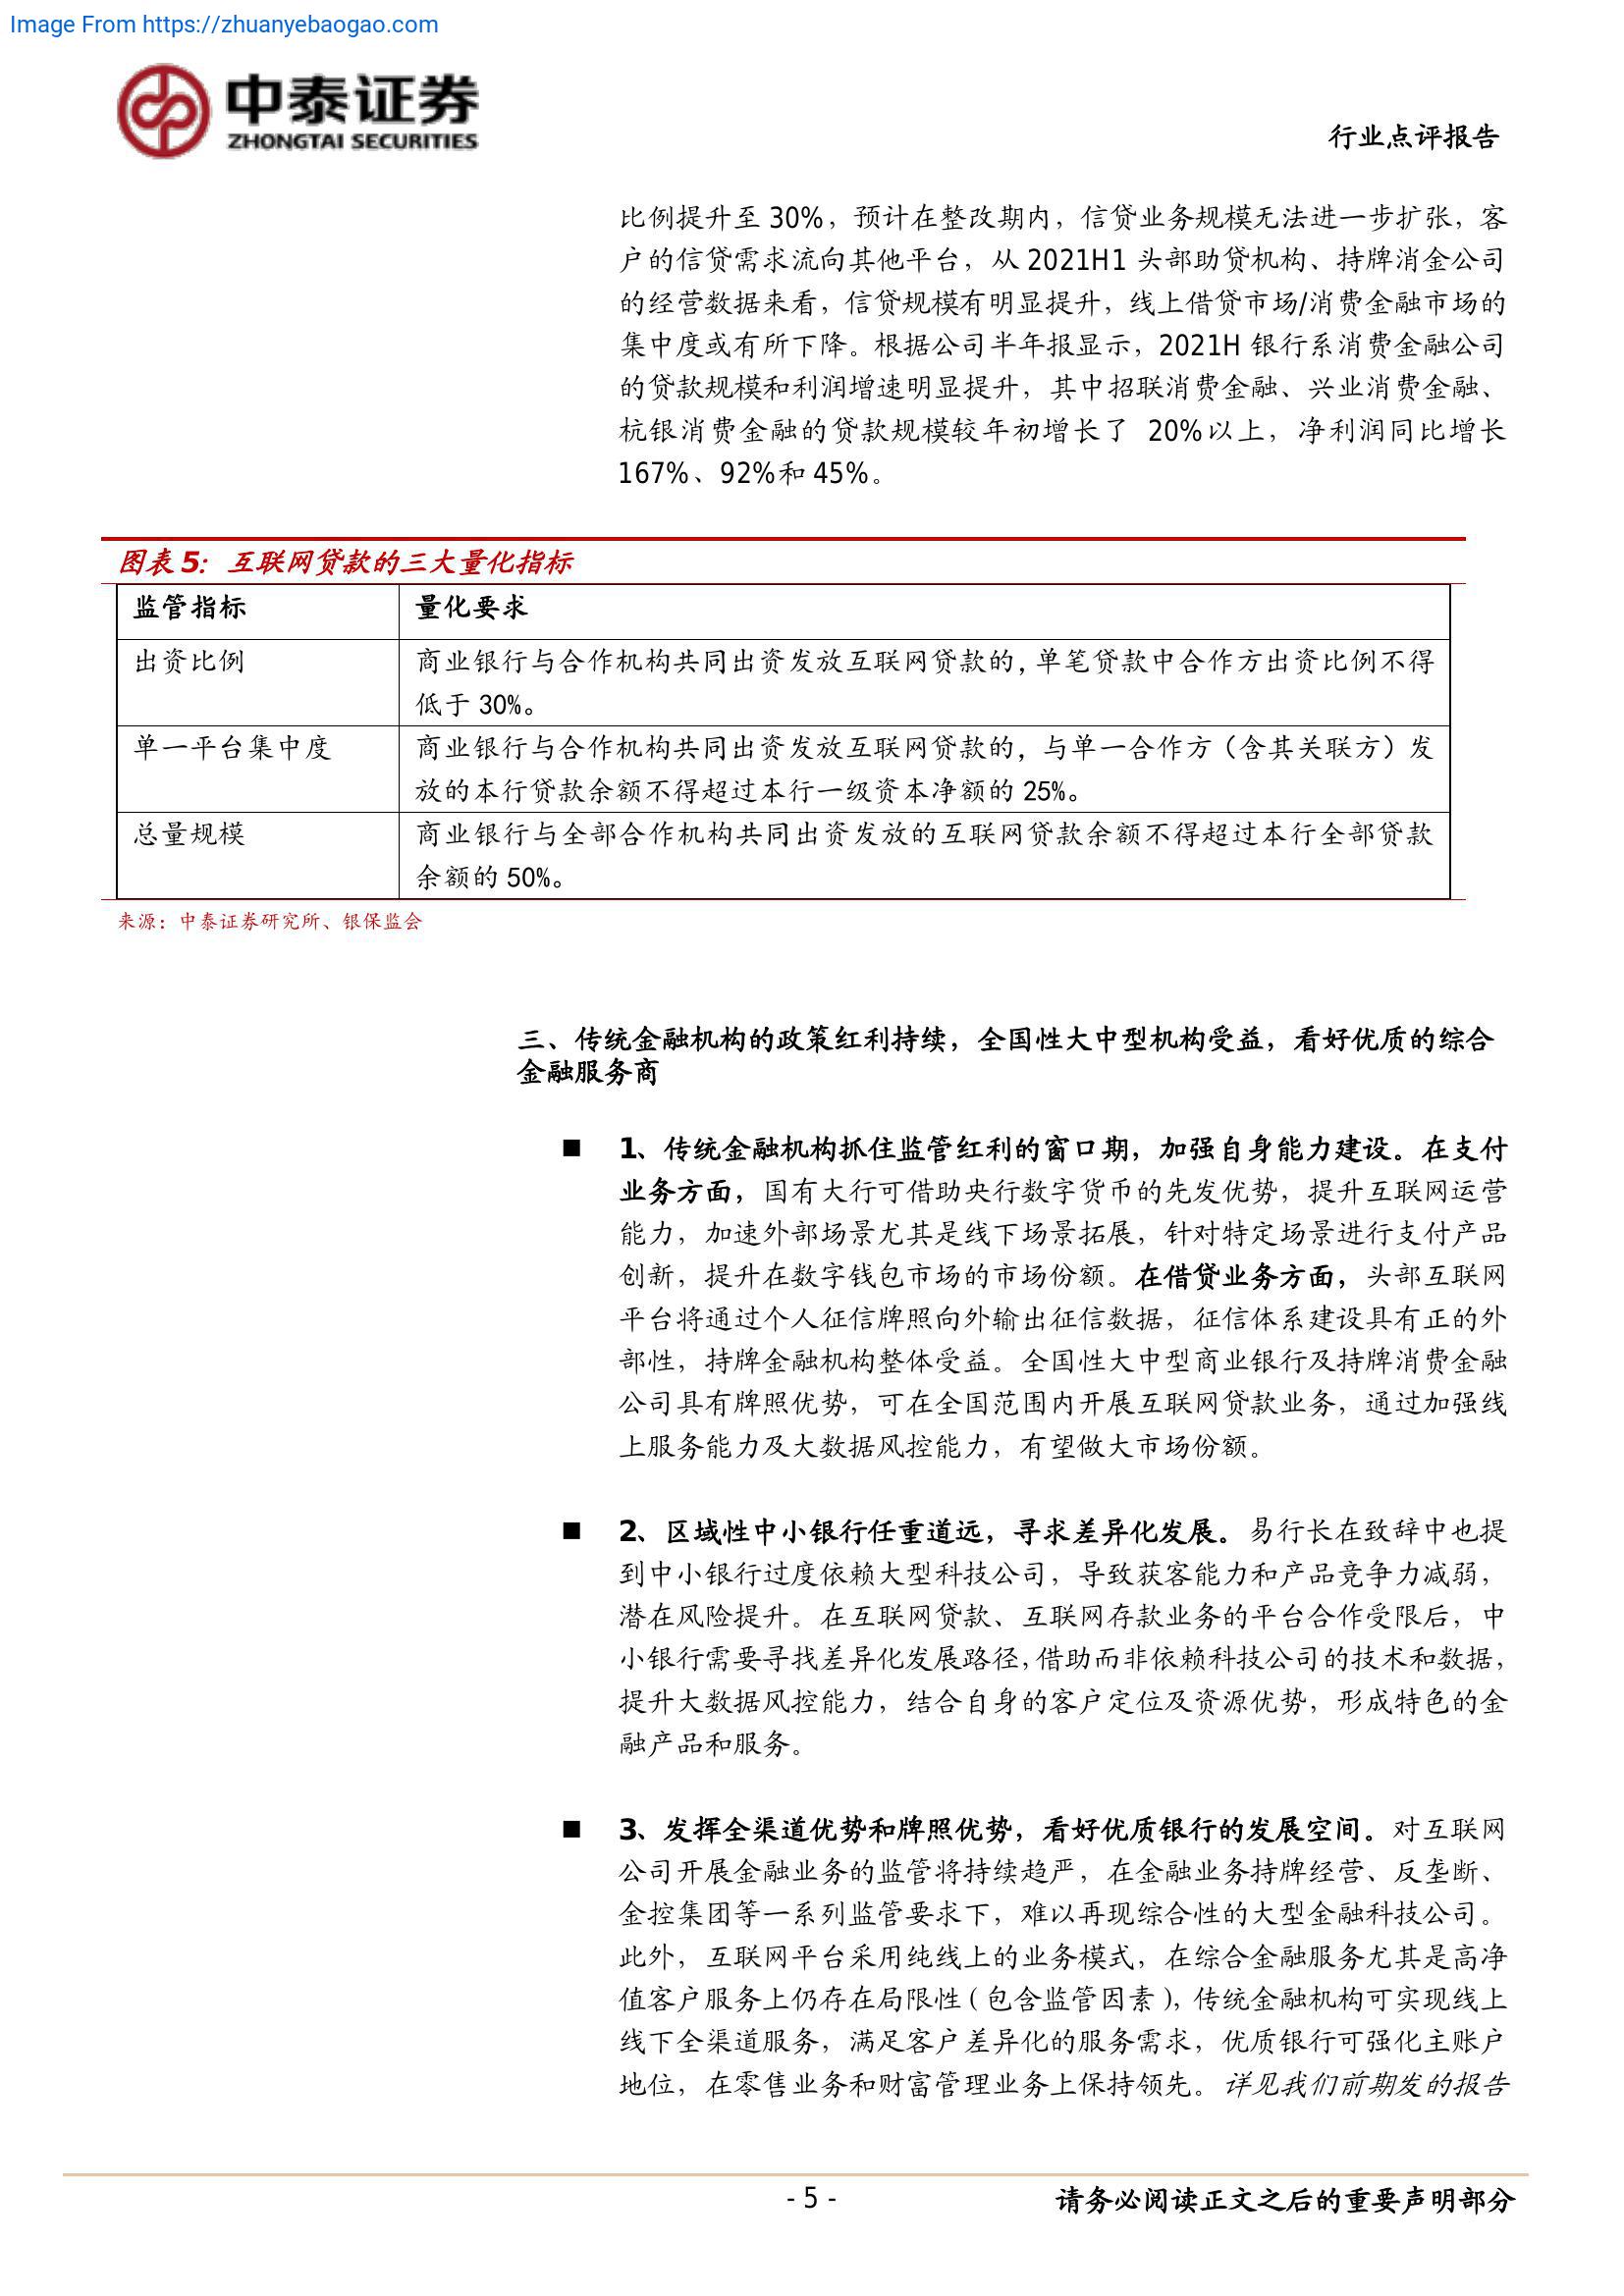 Image From https://zhuanyebaogao.com
中泰证券
ZHONGTAI SECURITIES
行业点评报告
比例提升至 30%，预计在整改期内，信贷业务规模无法进一步扩张，客
户的信贷需求流向其他平台，从 2021H1 头部助贷机构、持牌消金公司
的经营数据来看，信贷规模有明显提升，线上借贷市场/消费金融市场的
集中度或有所下降。根据公司半年报显示，2021H 银行系消费金融公司
的贷款规模和利润增速明显提升，其中招联消费金融、兴业消费金融、
杭银消费金融的贷款规模较年初增长了 20%以上，净利润同比增长
167%、92%和 45%。
图表 5：互联网贷款的三大量化指标
监管指标 量化要求
出资比例 商业银行与合作机构共同出资发放互联网贷款的，单笔贷款中合作方出资比例不得
低于 30%。
单一平台集中度 商业银行与合作机构共同出资发放互联网贷款的，与单一合作方（含其关联方）发
放的本行贷款余额不得超过本行一级资本净额的 25%。
总量规模 商业银行与全部合作机构共同出资发放的互联网贷款余额不得超过本行全部贷款
余额的 50%。
来源：中泰证券研究所、银保监会
三、传统金融机构的政策红利持续，全国性大中型机构受益，看好优质的综合
金融服务商
■ 1、传统金融机构抓住监管红利的窗口期，加强自身能力建设。在支付
业务方面，国有大行可借助央行数字货币的先发优势，提升互联网运营
能力，加速外部场景尤其是线下场景拓展，针对特定场景进行支付产品
创新，提升在数字钱包市场的市场份额。在借贷业务方面，头部互联网
平台将通过个人征信牌照向外输出征信数据，征信体系建设具有正的外
部性，持牌金融机构整体受益。全国性大中型商业银行及持牌消费金融
公司具有牌照优势，可在全国范围内开展互联网贷款业务，通过加强线
上服务能力及大数据风控能力，有望做大市场份额。
■ 2、区域性中小银行任重道远，寻求差异化发展。易行长在致辞中也提
到中小银行过度依赖大型科技公司，导致获客能力和产品竞争力减弱，
潜在风险提升。在互联网贷款、互联网存款业务的平台合作受限后，中
小银行需要寻找差异化发展路径，借助而非依赖科技公司的技术和数据，
提升大数据风控能力，结合自身的客户定位及资源优势，形成特色的金
融产品和服务。
■ 3、发挥全渠道优势和牌照优势，看好优质银行的发展空间。对互联网
公司开展金融业务的监管将持续趋严，在金融业务持牌经营、反垄断、
金控集团等一系列监管要求下，难以再现综合性的大型金融科技公司。
此外，互联网平台采用纯线上的业务模式，在综合金融服务尤其是高净
值客户服务上仍存在局限性（包含监管因素），传统金融机构可实现线上
线下全渠道服务，满足客户差异化的服务需求，优质银行可强化主账户
地位，在零售业务和财富管理业务上保持领先。详见我们前期发的报告
- 5 -
请务必阅读正文之后的重要声明部分